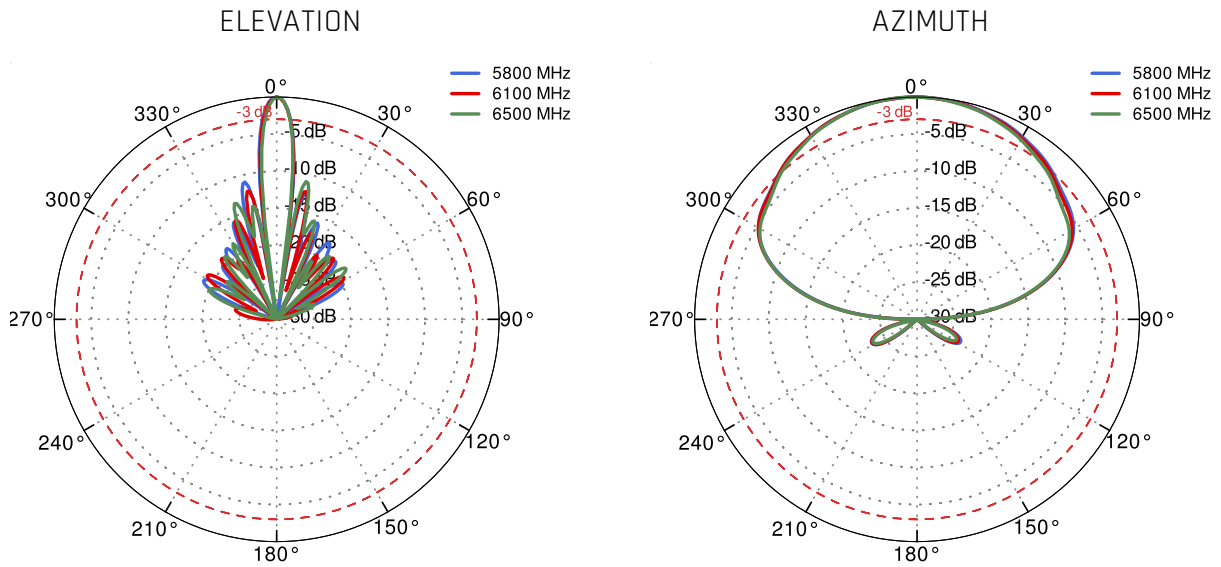 ELEVATION
5800 MHz
6100 MHz
6500 MHz
0°
330°
30°
-3 dB
-5 dB
-10 dB
300°
60°
-15 dB
-20 dB
-30 dB
270°
90°
240°
120°
210°
150°
180°
AZIMUTH
5800 MHz
6100 MHz
6500 MHz
0°
330°
30°
-3 dB
-5 dB
-10 dB
300°
60°
-15 dB
-20 dB
-25 dB
-30 dB
270°
90°
240°
120°
210°
150°
180°